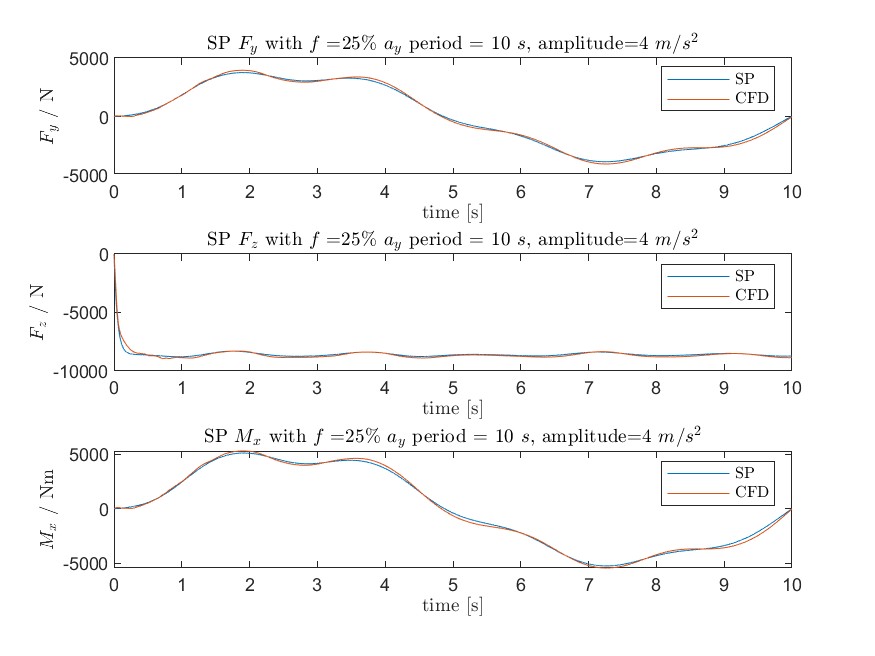 SP F_y with f =25% a_y period = 10 s, amplitude=4 m/s^2
5000
0
-5000
F_y / N
SP
CFD
0 1 2 3 4 5 6 7 8 9 10
time [s]
SP F_z with f =25% a_y period = 10 s, amplitude=4 m/s^2
0
-5000
-10000
F_z / N
SP
CFD
0 1 2 3 4 5 6 7 8 9 10
time [s]
SP M_x with f =25% a_y period = 10 s, amplitude=4 m/s^2
5000
0
-5000
M_x / Nm
SP
CFD
0 1 2 3 4 5 6 7 8 9 10
time [s]